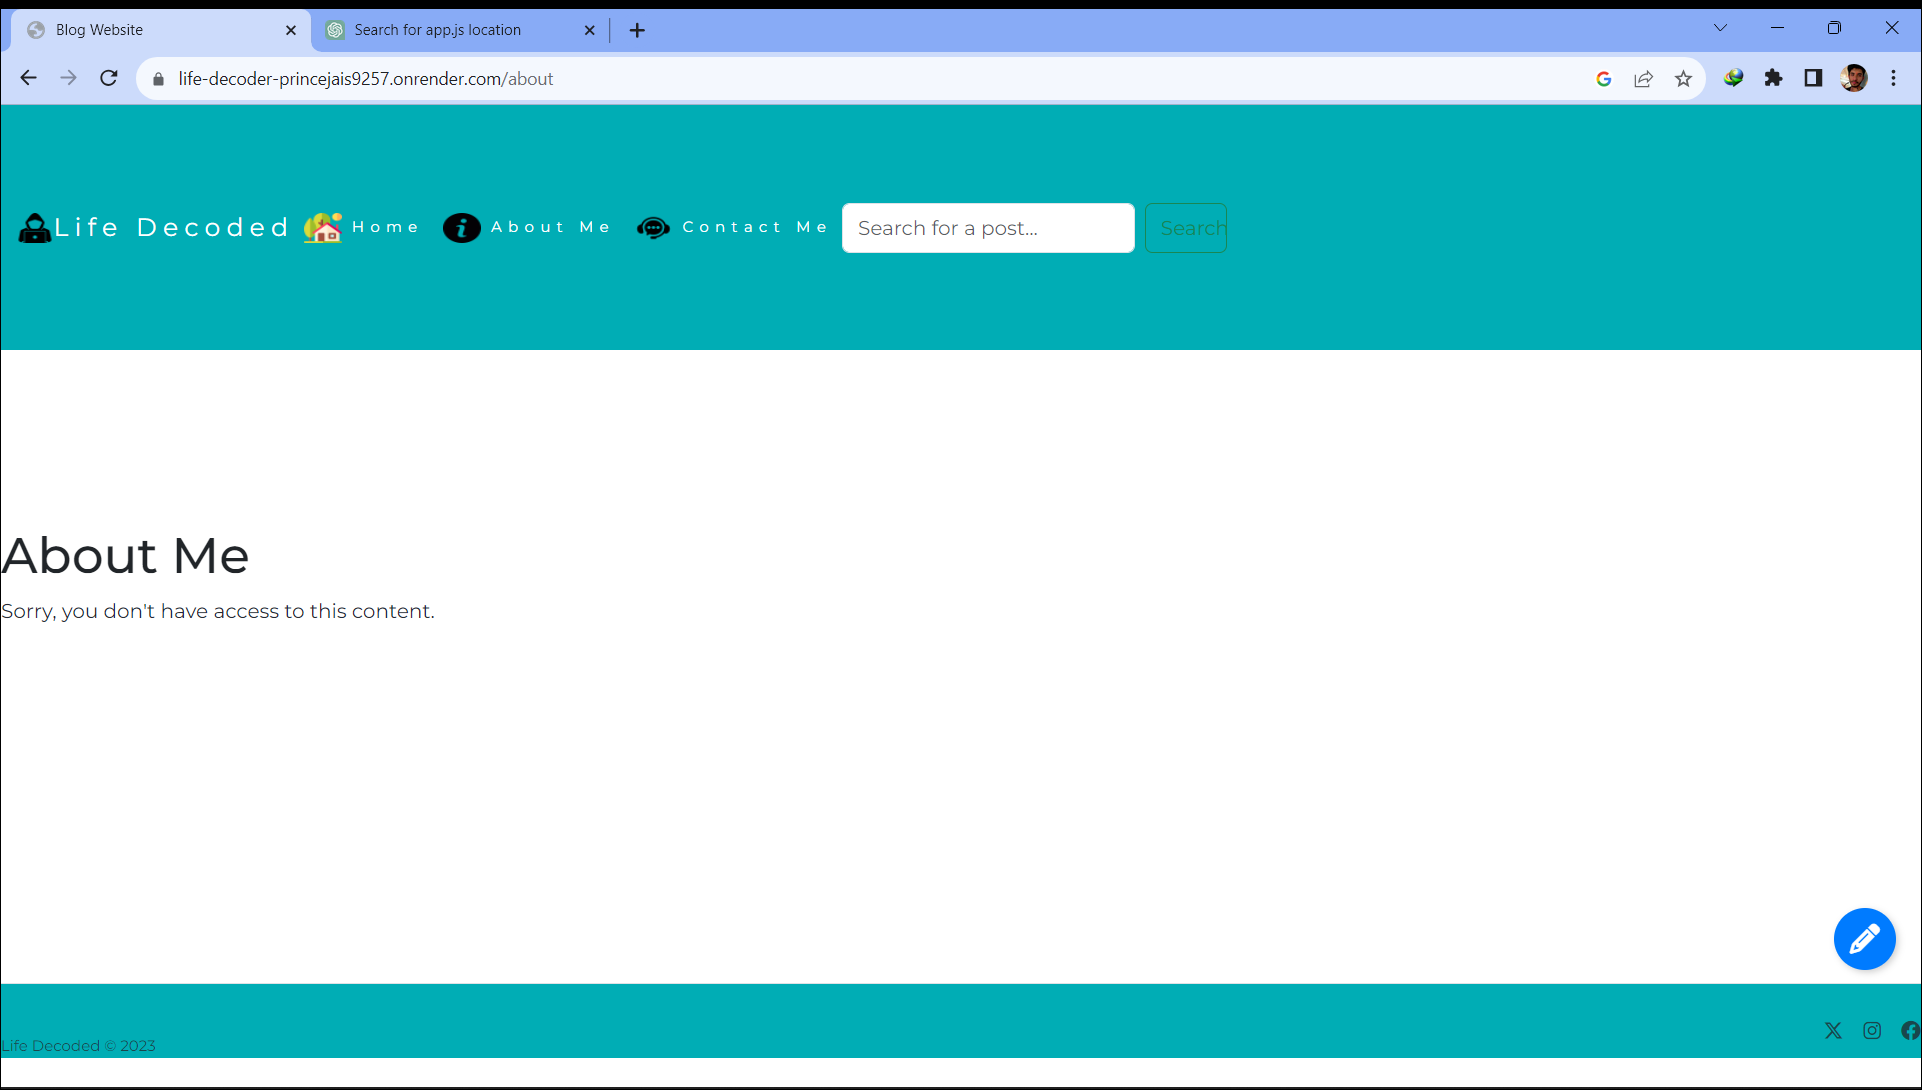 Blog Website
Search for app.js location
life-decoder-princejais9257.onrender.com/about
Life Decoded Home About Me Contact Me Search for a post... Search
About Me
Sorry, you don't have access to this content.
Life Decoded © 2023